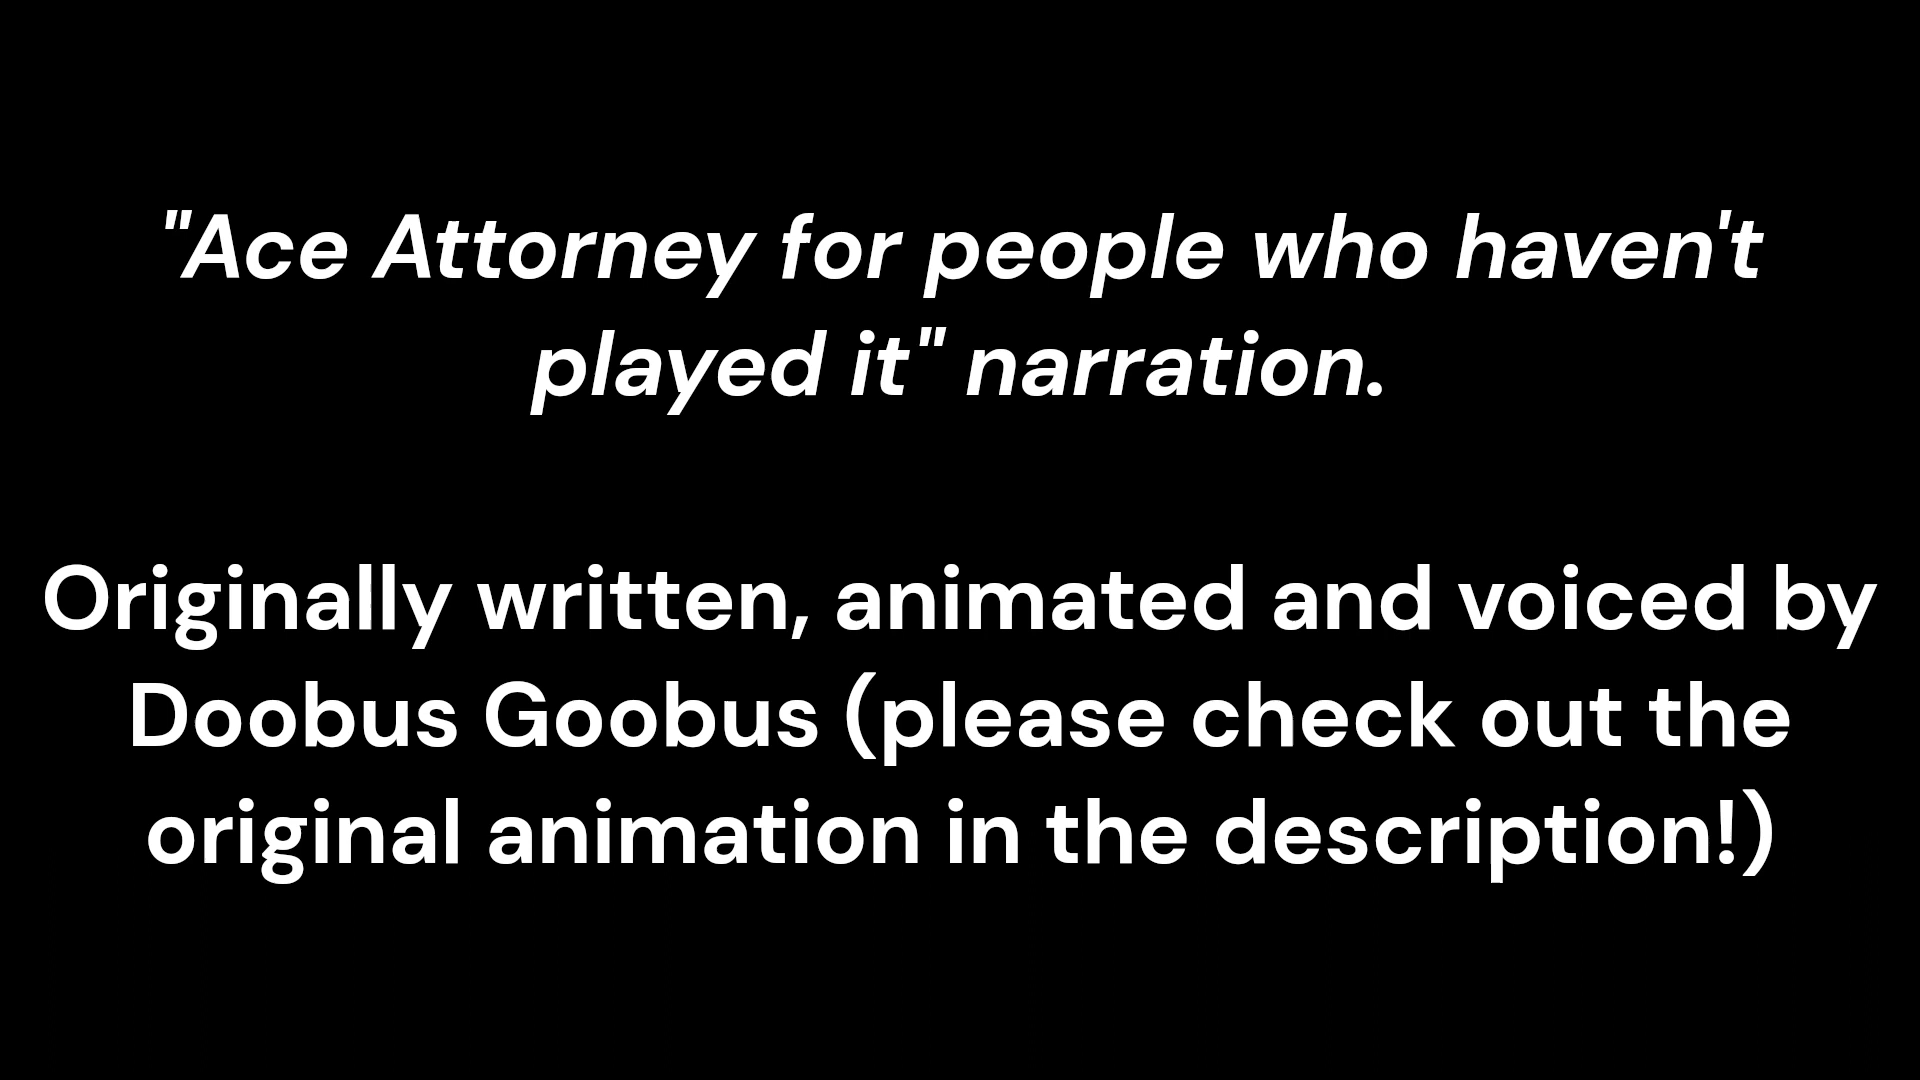 "Ace Attorney for people who haven't
played it" narration.
Originally written, animated and voiced by
Doobus Goobus (please check out the
original animation in the description!)